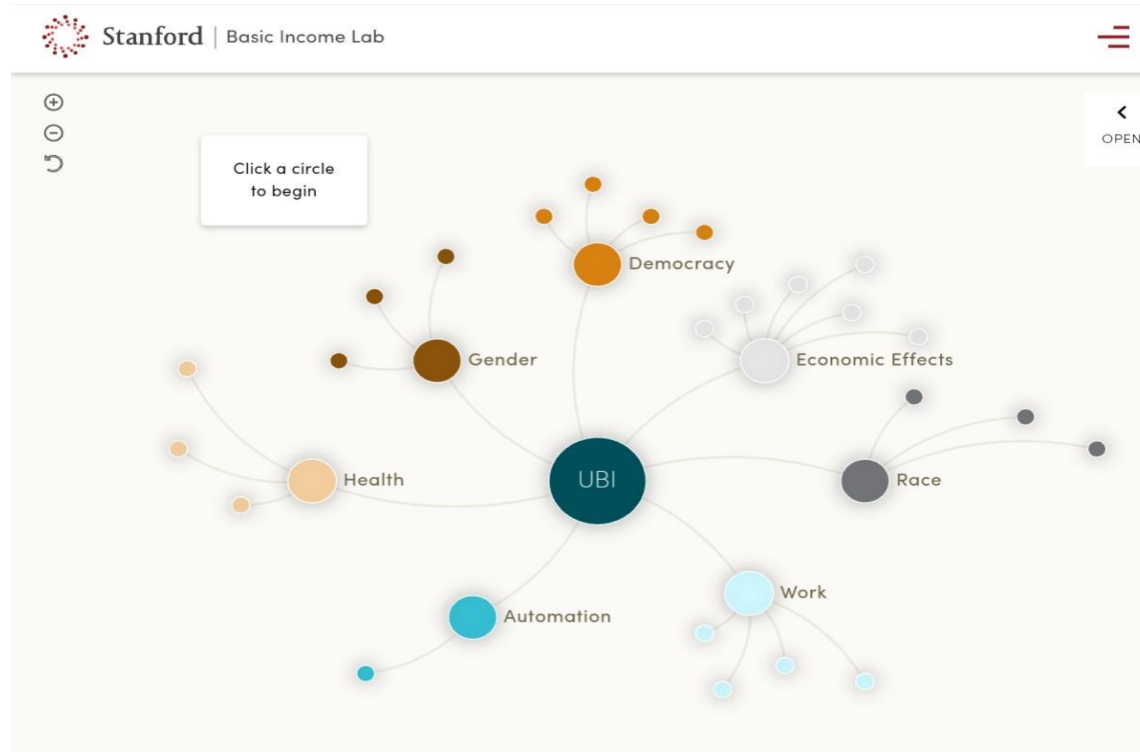 Stanford | Basic Income Lab
OPEN
Click a circle
to begin
Democracy
Gender
Economic Effects
Health
UBI
Race
Work
Automation